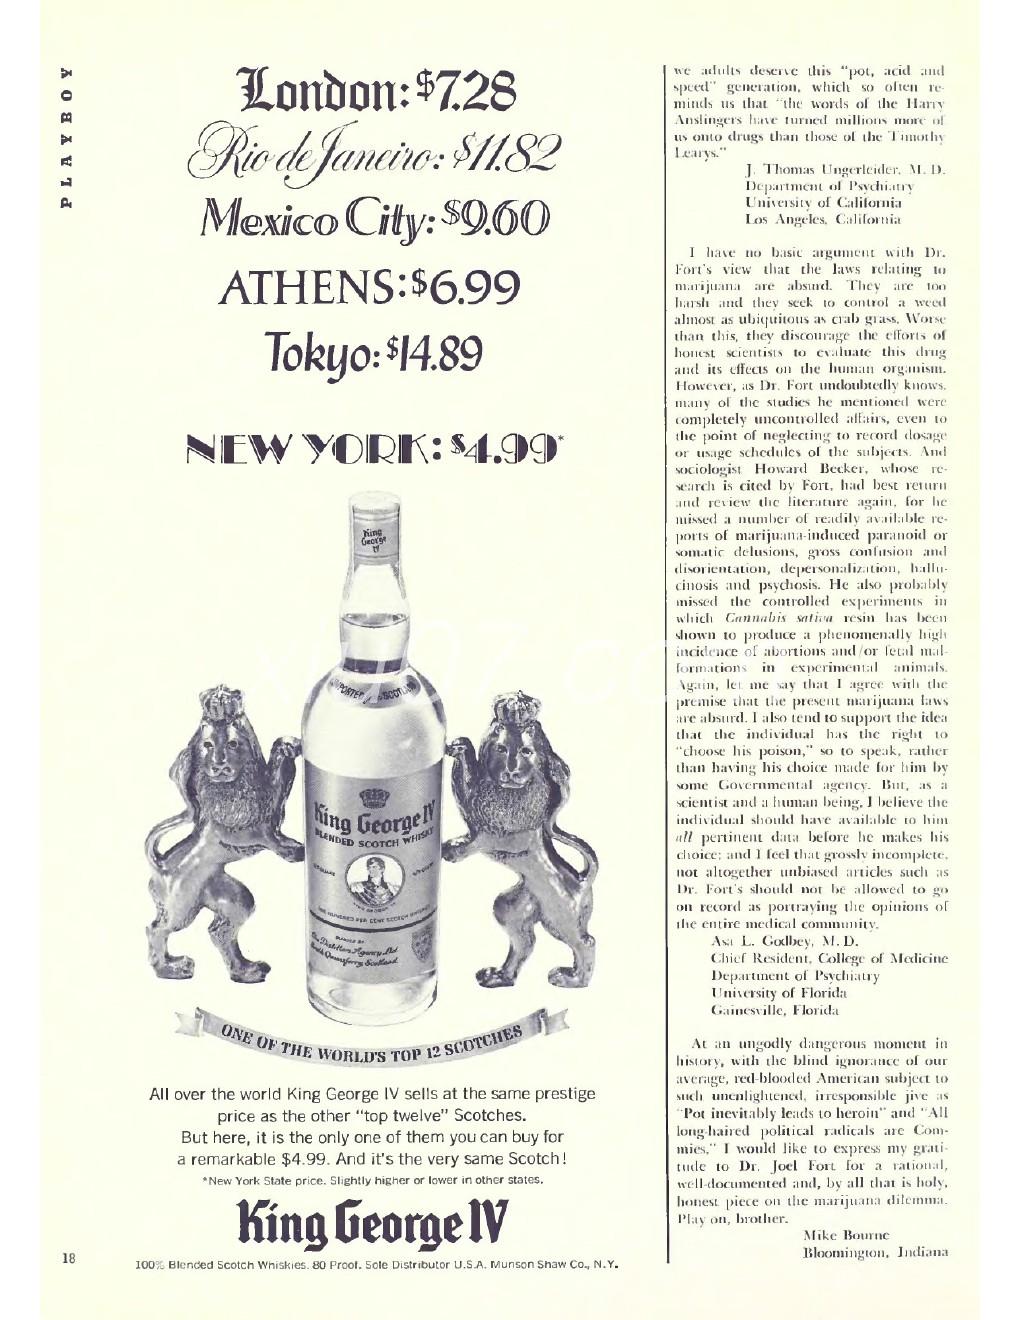 PLAYBOY
London: $7.28
Rio de Janeiro: $11.82
Mexico City: $9.60
ATHENS: $6.99
Tokyo: $14.89
NEW YORK: $4.99*
King
George
IV
IMPORTED from SCOTLAND
King George IV
BLENDED SCOTCH WHISKY
KING GEORGE IV
ONE HUNDRED PER CENT SCOTCH WHISKIES
BLENDED BY
The Distillers Agency Ltd
South Queensferry Scotland
ONE OF THE WORLD'S TOP 12 SCOTCHES
All over the world King George IV sells at the same prestige
price as the other "top twelve" Scotches.
But here, it is the only one of them you can buy for
a remarkable $4.99. And it's the very same Scotch!
*New York State price. Slightly higher or lower in other states.
King George IV
18
100% Blended Scotch Whiskies. 80 Proof. Sole Distributor U.S.A. Munson Shaw Co., N.Y.
we adults deserve this "pot, acid and
speed" generation, which so often re-
minds us that "the words of the Harry
Anslingers have turned millions more of
us onto drugs than those of the Timothy
Learys."
J. Thomas Ungerleider, M. D.
Department of Psychiatry
University of California
Los Angeles, California
I have no basic argument with Dr.
Fort's view that the laws relating to
marijuana are absurd. They are too
harsh and they seek to control a weed
almost as ubiquitous as crab grass. Worse
than this, they discourage the efforts of
honest scientists to evaluate this drug
and its effects on the human organism.
However, as Dr. Fort undoubtedly knows,
many of the studies he mentioned were
completely uncontrolled affairs, even to
the point of neglecting to record dosage
or usage schedules of the subjects. And
sociologist Howard Becker, whose re-
search is cited by Fort, had best return
and review the literature again, for he
missed a number of readily available re-
ports of marijuana-induced paranoid or
somatic delusions, gross confusion and
disorientation, depersonalization, hallu-
cinosis and psychosis. He also probably
missed the controlled experiments in
which Cannabis sativa resin has been
shown to produce a phenomenally high
incidence of abortions and/or fetal mal-
formations in experimental animals.
Again, let me say that I agree with the
premise that the present marijuana laws
are absurd. I also tend to support the idea
that the individual has the right to
"choose his poison," so to speak, rather
than having his choice made for him by
some Governmental agency. But, as a
scientist and a human being, I believe the
individual should have available to him
all pertinent data before he makes his
choice; and I feel that grossly incomplete,
not altogether unbiased articles such as
Dr. Fort's should not be allowed to go
on record as portraying the opinions of
the entire medical community.
Asa L. Godbey, M. D.
Chief Resident, College of Medicine
Department of Psychiatry
University of Florida
Gainesville, Florida
At an ungodly dangerous moment in
history, with the blind ignorance of our
average, red-blooded American subject to
such unenlightened, irresponsible jive as
"Pot inevitably leads to heroin" and "All
long-haired political radicals are Com-
mies," I would like to express my grati-
tude to Dr. Joel Fort for a rational,
well-documented and, by all that is holy,
honest piece on the marijuana dilemma.
Play on, brother.
Mike Bourne
Bloomington, Indiana